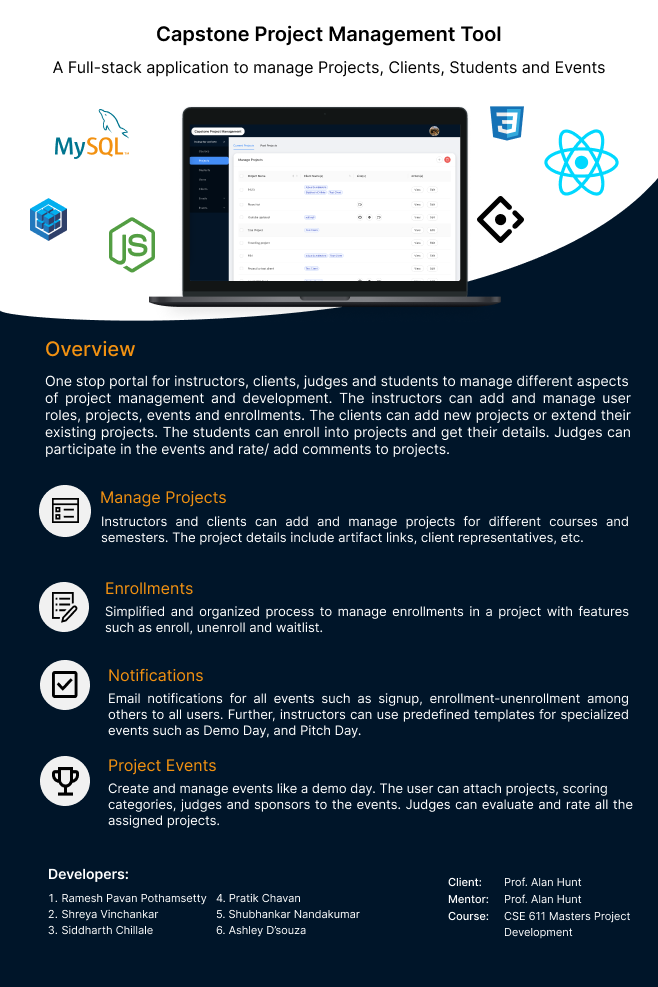 Capstone Project Management Tool
A Full-stack application to manage Projects, Clients, Students and Events
MySQL
JS
3
Capstone Project Management
Manage Projects
Overview
One stop portal for instructors, clients, judges and students to manage different aspects
of project management and development. The instructors can add and manage user
roles, projects, events and enrollments. The clients can add new projects or extend their
existing projects. The students can enroll into projects and get their details. Judges can
participate in the events and rate/ add comments to projects.
Manage Projects
Instructors and clients can add and manage projects for different courses and
semesters. The project details include artifact links, client representatives, etc.
Enrollments
Simplified and organized process to manage enrollments in a project with features
such as enroll, unenroll and waitlist.
Notifications
Email notifications for all events such as signup, enrollment-unenrollment among
others to all users. Further, instructors can use predefined templates for specialized
events such as Demo Day, and Pitch Day.
Project Events
Create and manage events like a demo day. The user can attach projects, scoring
categories, judges and sponsors to the events. Judges can evaluate and rate all the
assigned projects.
Developers:
1. Ramesh Pavan Pothamsetty 4. Pratik Chavan
2. Shreya Vinchankar 5. Shubhankar Nandakumar
3. Siddharth Chillale 6. Ashley D'souza
Client: Prof. Alan Hunt
Mentor: Prof. Alan Hunt
Course: CSE 611 Masters Project
Development